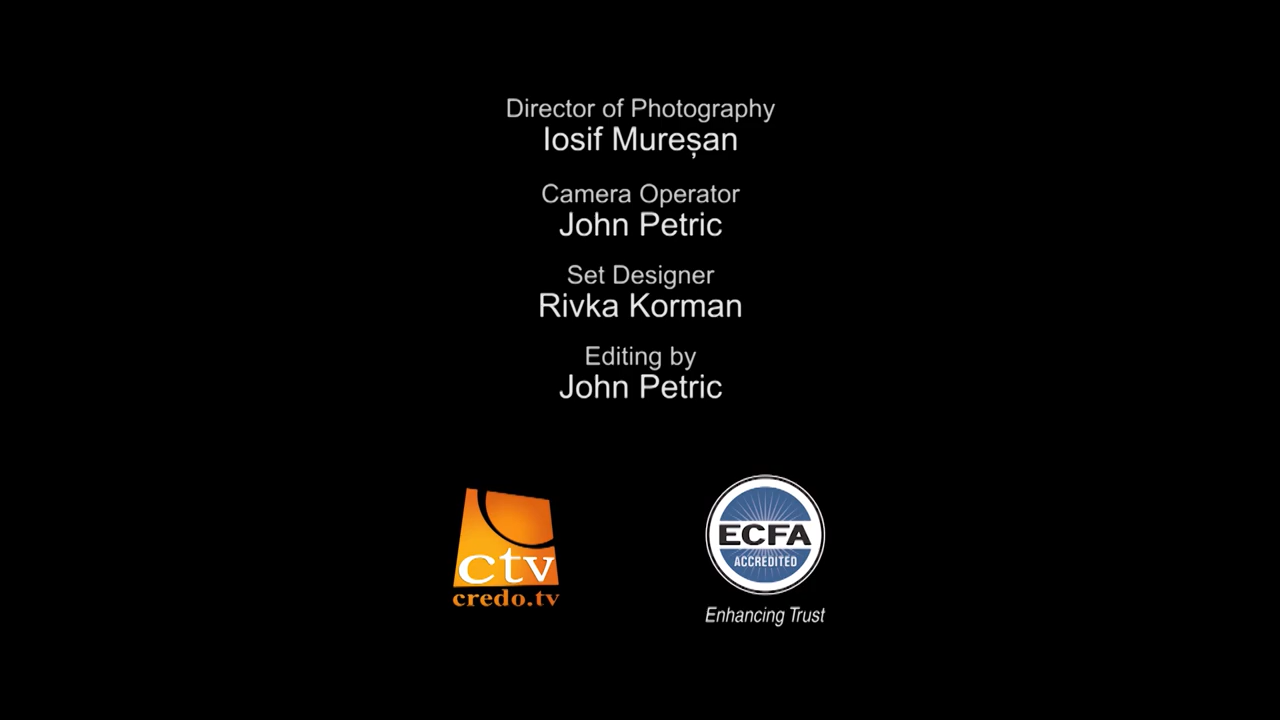 Director of Photography
Iosif Mureșan
Camera Operator
John Petric
Set Designer
Rivka Korman
Editing by
John Petric
ctv
credo.tv
ECFA
ACCREDITED
Enhancing Trust